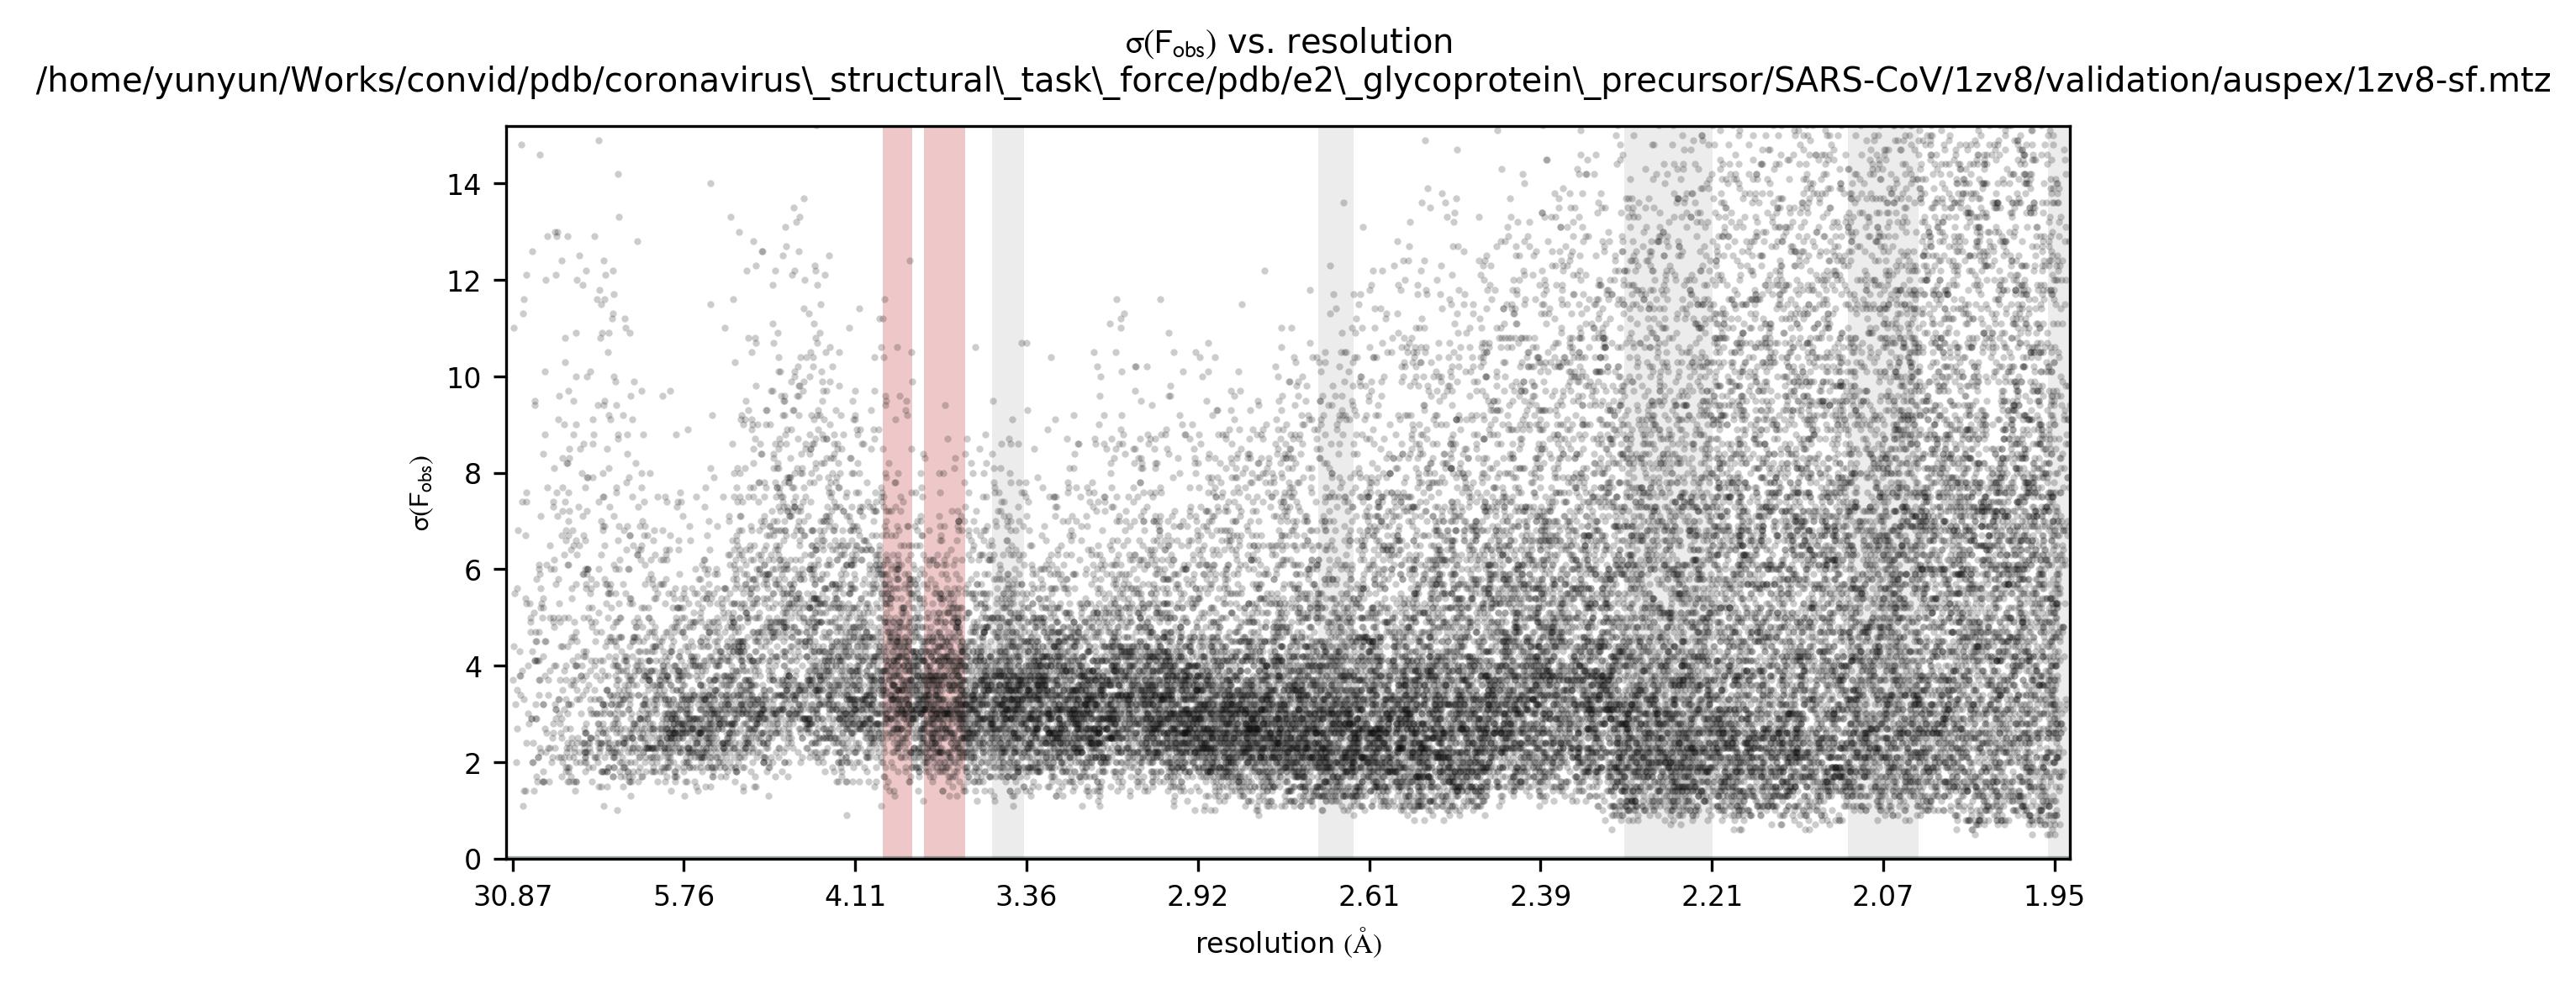 σ(Fobs) vs. resolution
/home/yunyun/Works/convid/pdb/coronavirus\_structural\_task\_force/pdb/e2\_glycoprotein\_precursor/SARS-CoV/1zv8/validation/auspex/1zv8-sf.mtz
14
12
10
8
6
4
2
0
σ(Fobs)
30.87 5.76 4.11 3.36 2.92 2.61 2.39 2.21 2.07 1.95
resolution (Å)